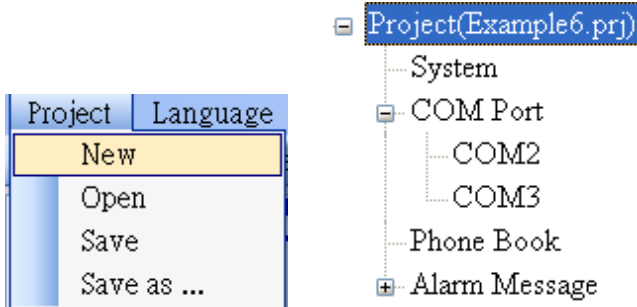 Project Language
New
Open
Save
Save as ...
Project(Example6.prj)
System
COM Port
COM2
COM3
Phone Book
Alarm Message